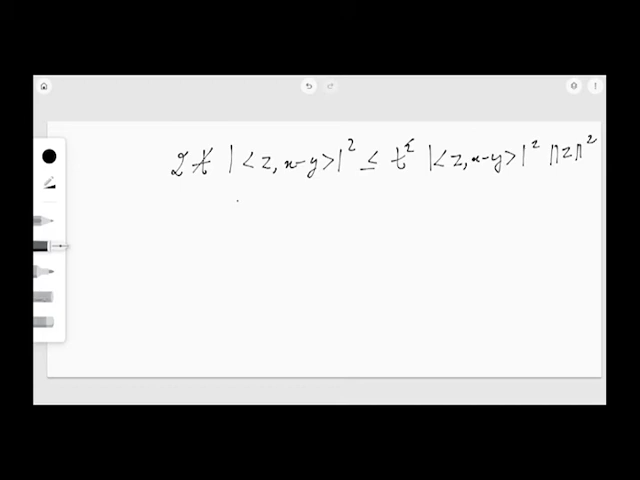 2t |<z, x-y>|² ≤ t² |<z, x-y>|² ||z||²